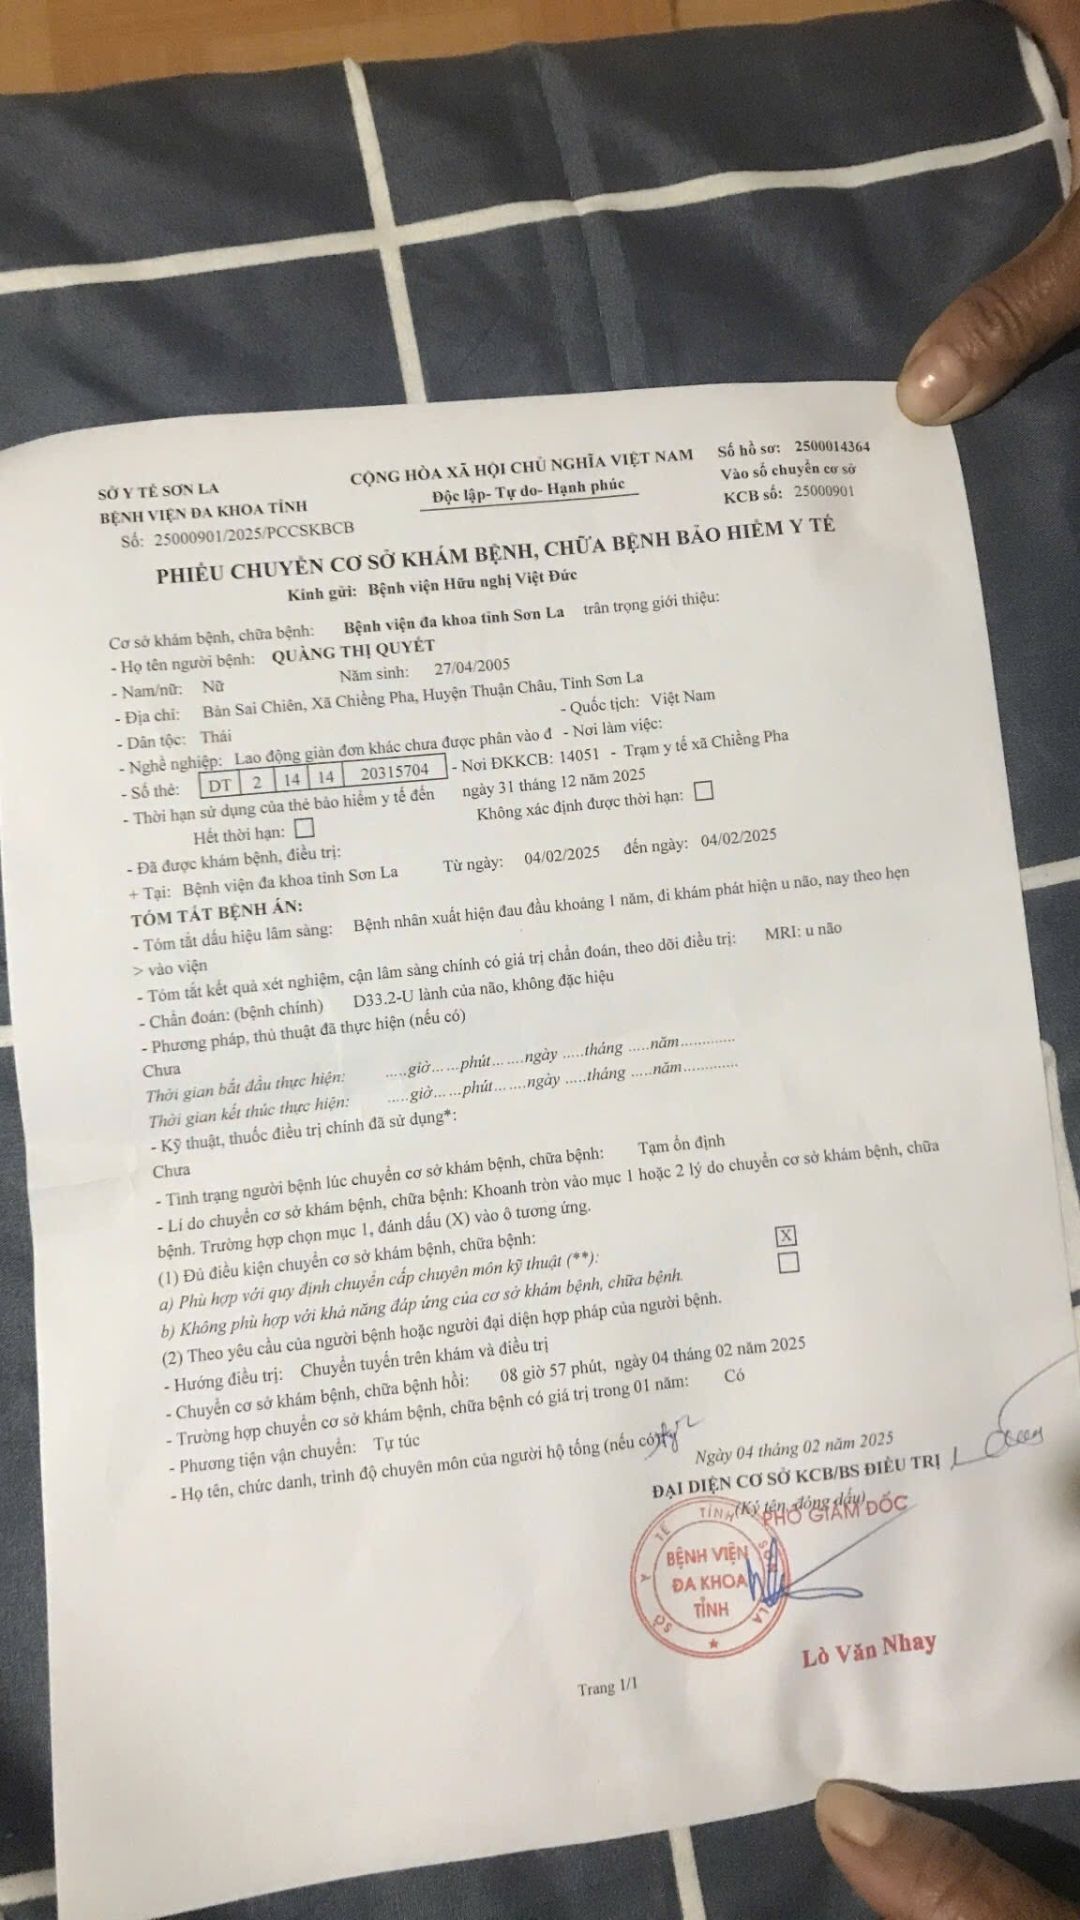 SỞ Y TẾ SƠN LA
BỆNH VIỆN ĐA KHOA TỈNH
Số: 25000901/2025/PCCSKBCB
CỘNG HÒA XÃ HỘI CHỦ NGHĨA VIỆT NAM
Độc lập- Tự do- Hạnh phúc
Số hồ sơ: 2500014364
Vào sổ chuyển cơ sở
KCB số: 25000901
PHIẾU CHUYỂN CƠ SỞ KHÁM BỆNH, CHỮA BỆNH BẢO HIỂM Y TẾ
Kính gửi: Bệnh viện Hữu nghị Việt Đức
Cơ sở khám bệnh, chữa bệnh: Bệnh viện đa khoa tỉnh Sơn La trân trọng giới thiệu:
- Họ tên người bệnh: QUÀNG THỊ QUYẾT
- Nam/nữ: Nữ Năm sinh: 27/04/2005
- Địa chỉ: Bản Sai Chiên, Xã Chiềng Pha, Huyện Thuận Châu, Tỉnh Sơn La
- Dân tộc: Thái - Quốc tịch: Việt Nam
- Nghề nghiệp: Lao động giản đơn khác chưa được phân vào đ - Nơi làm việc:
- Số thẻ: DT 2 14 14 20315704 - Nơi ĐKKCB: 14051 - Trạm y tế xã Chiềng Pha
- Thời hạn sử dụng của thẻ bảo hiểm y tế đến ngày 31 tháng 12 năm 2025
Hết thời hạn: Không xác định được thời hạn:
- Đã được khám bệnh, điều trị:
+ Tại: Bệnh viện đa khoa tỉnh Sơn La Từ ngày: 04/02/2025 đến ngày: 04/02/2025
TÓM TẮT BỆNH ÁN:
- Tóm tắt dấu hiệu lâm sàng: Bệnh nhân xuất hiện đau đầu khoảng 1 năm, đi khám phát hiện u não, nay theo hẹn
> vào viện
- Tóm tắt kết quả xét nghiệm, cận lâm sàng chính có giá trị chẩn đoán, theo dõi điều trị: MRI: u não
- Chẩn đoán: (bệnh chính) D33.2-U lành của não, không đặc hiệu
- Phương pháp, thủ thuật đã thực hiện (nếu có)
Chưa
Thời gian bắt đầu thực hiện: .....giờ... ...phút... ....ngày .....tháng .....năm.............
Thời gian kết thúc thực hiện: .....giờ... ...phút... ....ngày .....tháng .....năm.............
- Kỹ thuật, thuốc điều trị chính đã sử dụng*:
Chưa
- Tình trạng người bệnh lúc chuyển cơ sở khám bệnh, chữa bệnh: Tạm ổn định
- Lí do chuyển cơ sở khám bệnh, chữa bệnh: Khoanh tròn vào mục 1 hoặc 2 lý do chuyển cơ sở khám bệnh, chữa
bệnh. Trường hợp chọn mục 1, đánh dấu (X) vào ô tương ứng.
(1) Đủ điều kiện chuyển cơ sở khám bệnh, chữa bệnh:
a) Phù hợp với quy định chuyển cấp chuyên môn kỹ thuật (**): X
b) Không phù hợp với khả năng đáp ứng của cơ sở khám bệnh, chữa bệnh.
(2) Theo yêu cầu của người bệnh hoặc người đại diện hợp pháp của người bệnh.
- Hướng điều trị: Chuyển tuyến trên khám và điều trị
- Chuyển cơ sở khám bệnh, chữa bệnh hồi: 08 giờ 57 phút, ngày 04 tháng 02 năm 2025
- Trường hợp chuyển cơ sở khám bệnh, chữa bệnh có giá trị trong 01 năm: Có
- Phương tiện vận chuyển: Tự túc
- Họ tên, chức danh, trình độ chuyên môn của người hộ tống (nếu có)
Ngày 04 tháng 02 năm 2025
ĐẠI DIỆN CƠ SỞ KCB/BS ĐIỀU TRỊ
(Ký tên, đóng dấu)
PHÓ GIÁM ĐỐC
SỞ Y TẾ TỈNH SƠN LA
BỆNH VIỆN
ĐA KHOA
TỈNH
Lò Văn Nhay
Trang 1/1